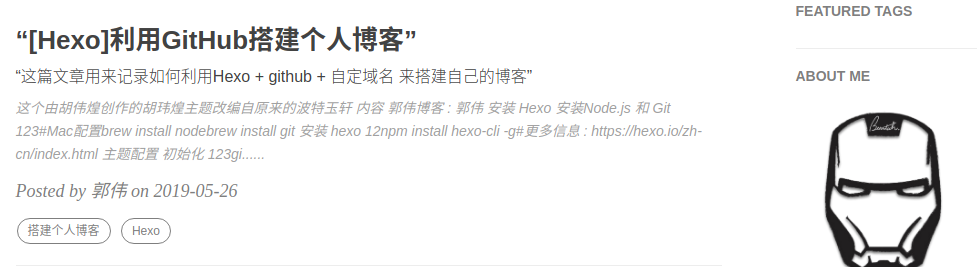 “[Hexo]利用GitHub搭建个人博客”
“这篇文章用来记录如何利用Hexo + github + 自定域名 来搭建自己的博客”
这个由胡伟煌创作的胡玮煌主题改编自原来的波特玉轩 内容 郭伟博客 : 郭伟 安装 Hexo 安装Node.js 和 Git
123#Mac配置brew install nodebrew install git 安装 hexo 12npm install hexo-cli -g#更多信息 : https://hexo.io/zh-
cn/index.html 主题配置 初始化 123gi......
Posted by 郭伟 on 2019-05-26
搭建个人博客 Hexo
FEATURED TAGS
ABOUT ME